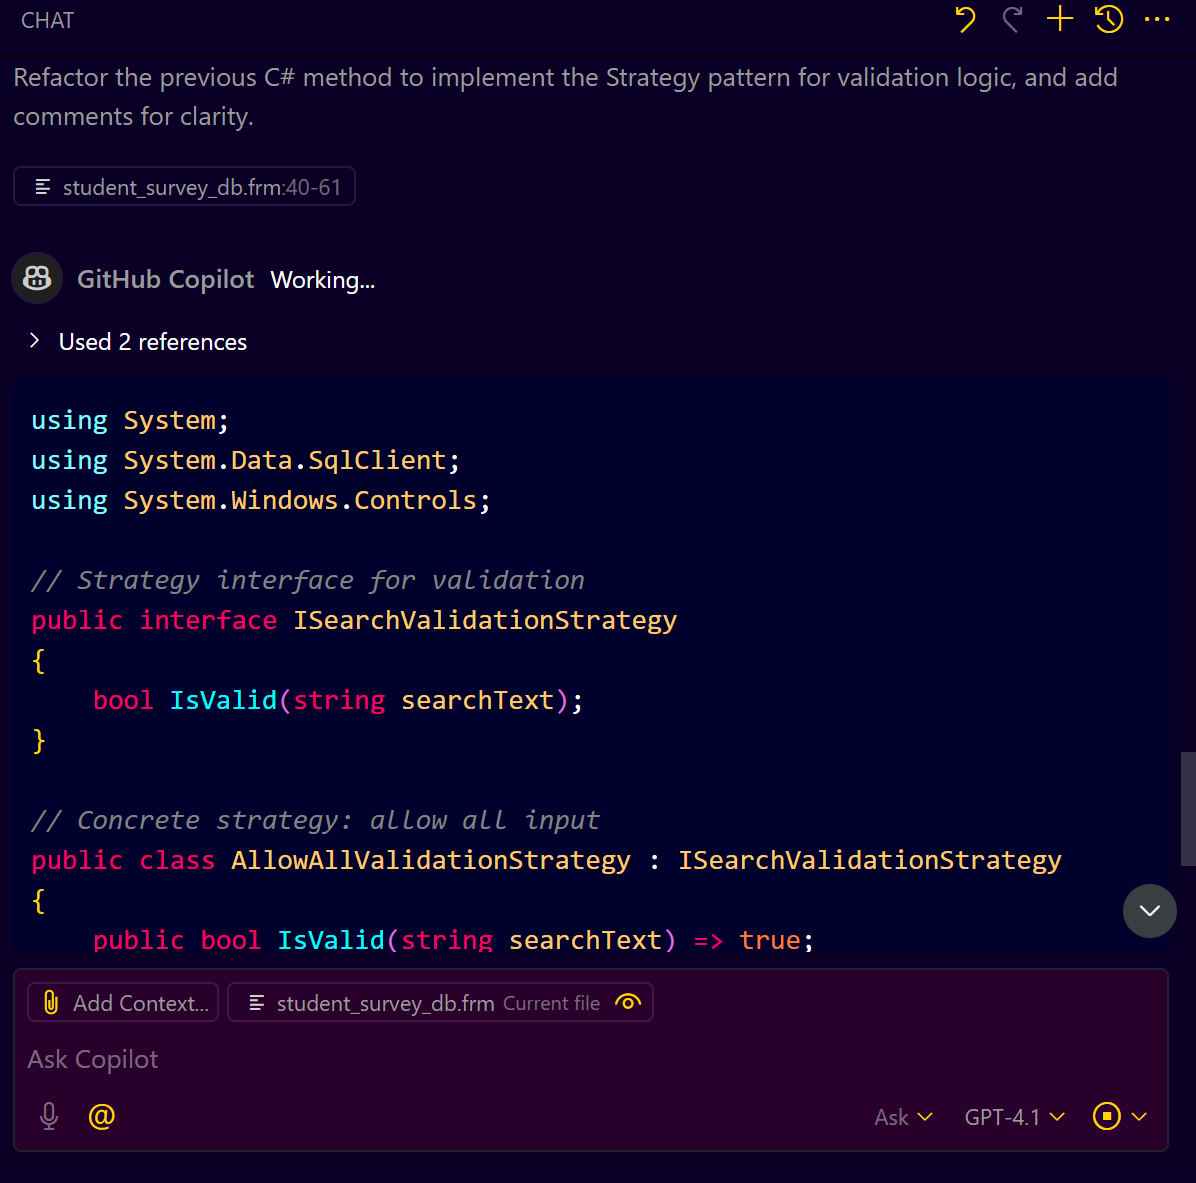 CHAT
Refactor the previous C# method to implement the Strategy pattern for validation logic, and add
comments for clarity.
student_survey_db.frm:40-61
GitHub Copilot Working...
Used 2 references
using System;
using System.Data.SqlClient;
using System.Windows.Controls;
// Strategy interface for validation
public interface ISearchValidationStrategy
{
    bool IsValid(string searchText);
}
// Concrete strategy: allow all input
public class AllowAllValidationStrategy : ISearchValidationStrategy
{
    public bool IsValid(string searchText) => true;
Add Context... student_survey_db.frm Current file
Ask Copilot
@ Ask GPT-4.1